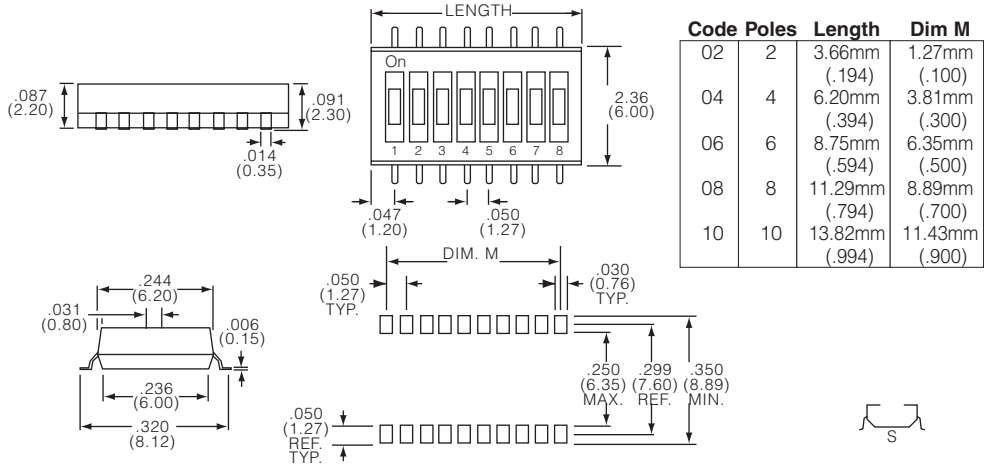 LENGTH
On
1 2 3 4 5 6 7 8
.087
(2.20)
.091
(2.30)
.014
(0.35)
2.36
(6.00)
.047
(1.20)
.050
(1.27)
Code Poles Length Dim M
02 2 3.66mm 1.27mm
(.194) (.100)
04 4 6.20mm 3.81mm
(.394) (.300)
06 6 8.75mm 6.35mm
(.594) (.500)
08 8 11.29mm 8.89mm
(.794) (.700)
10 10 13.82mm 11.43mm
(.994) (.900)
.244
(6.20)
.031
(0.80)
.006
(0.15)
.236
(6.00)
.320
(8.12)
DIM. M
.050
(1.27)
TYP.
.030
(0.76)
TYP.
.250
(6.35)
MAX.
.299
(7.60)
REF.
.350
(8.89)
MIN.
.050
(1.27)
REF.
TYP.
S